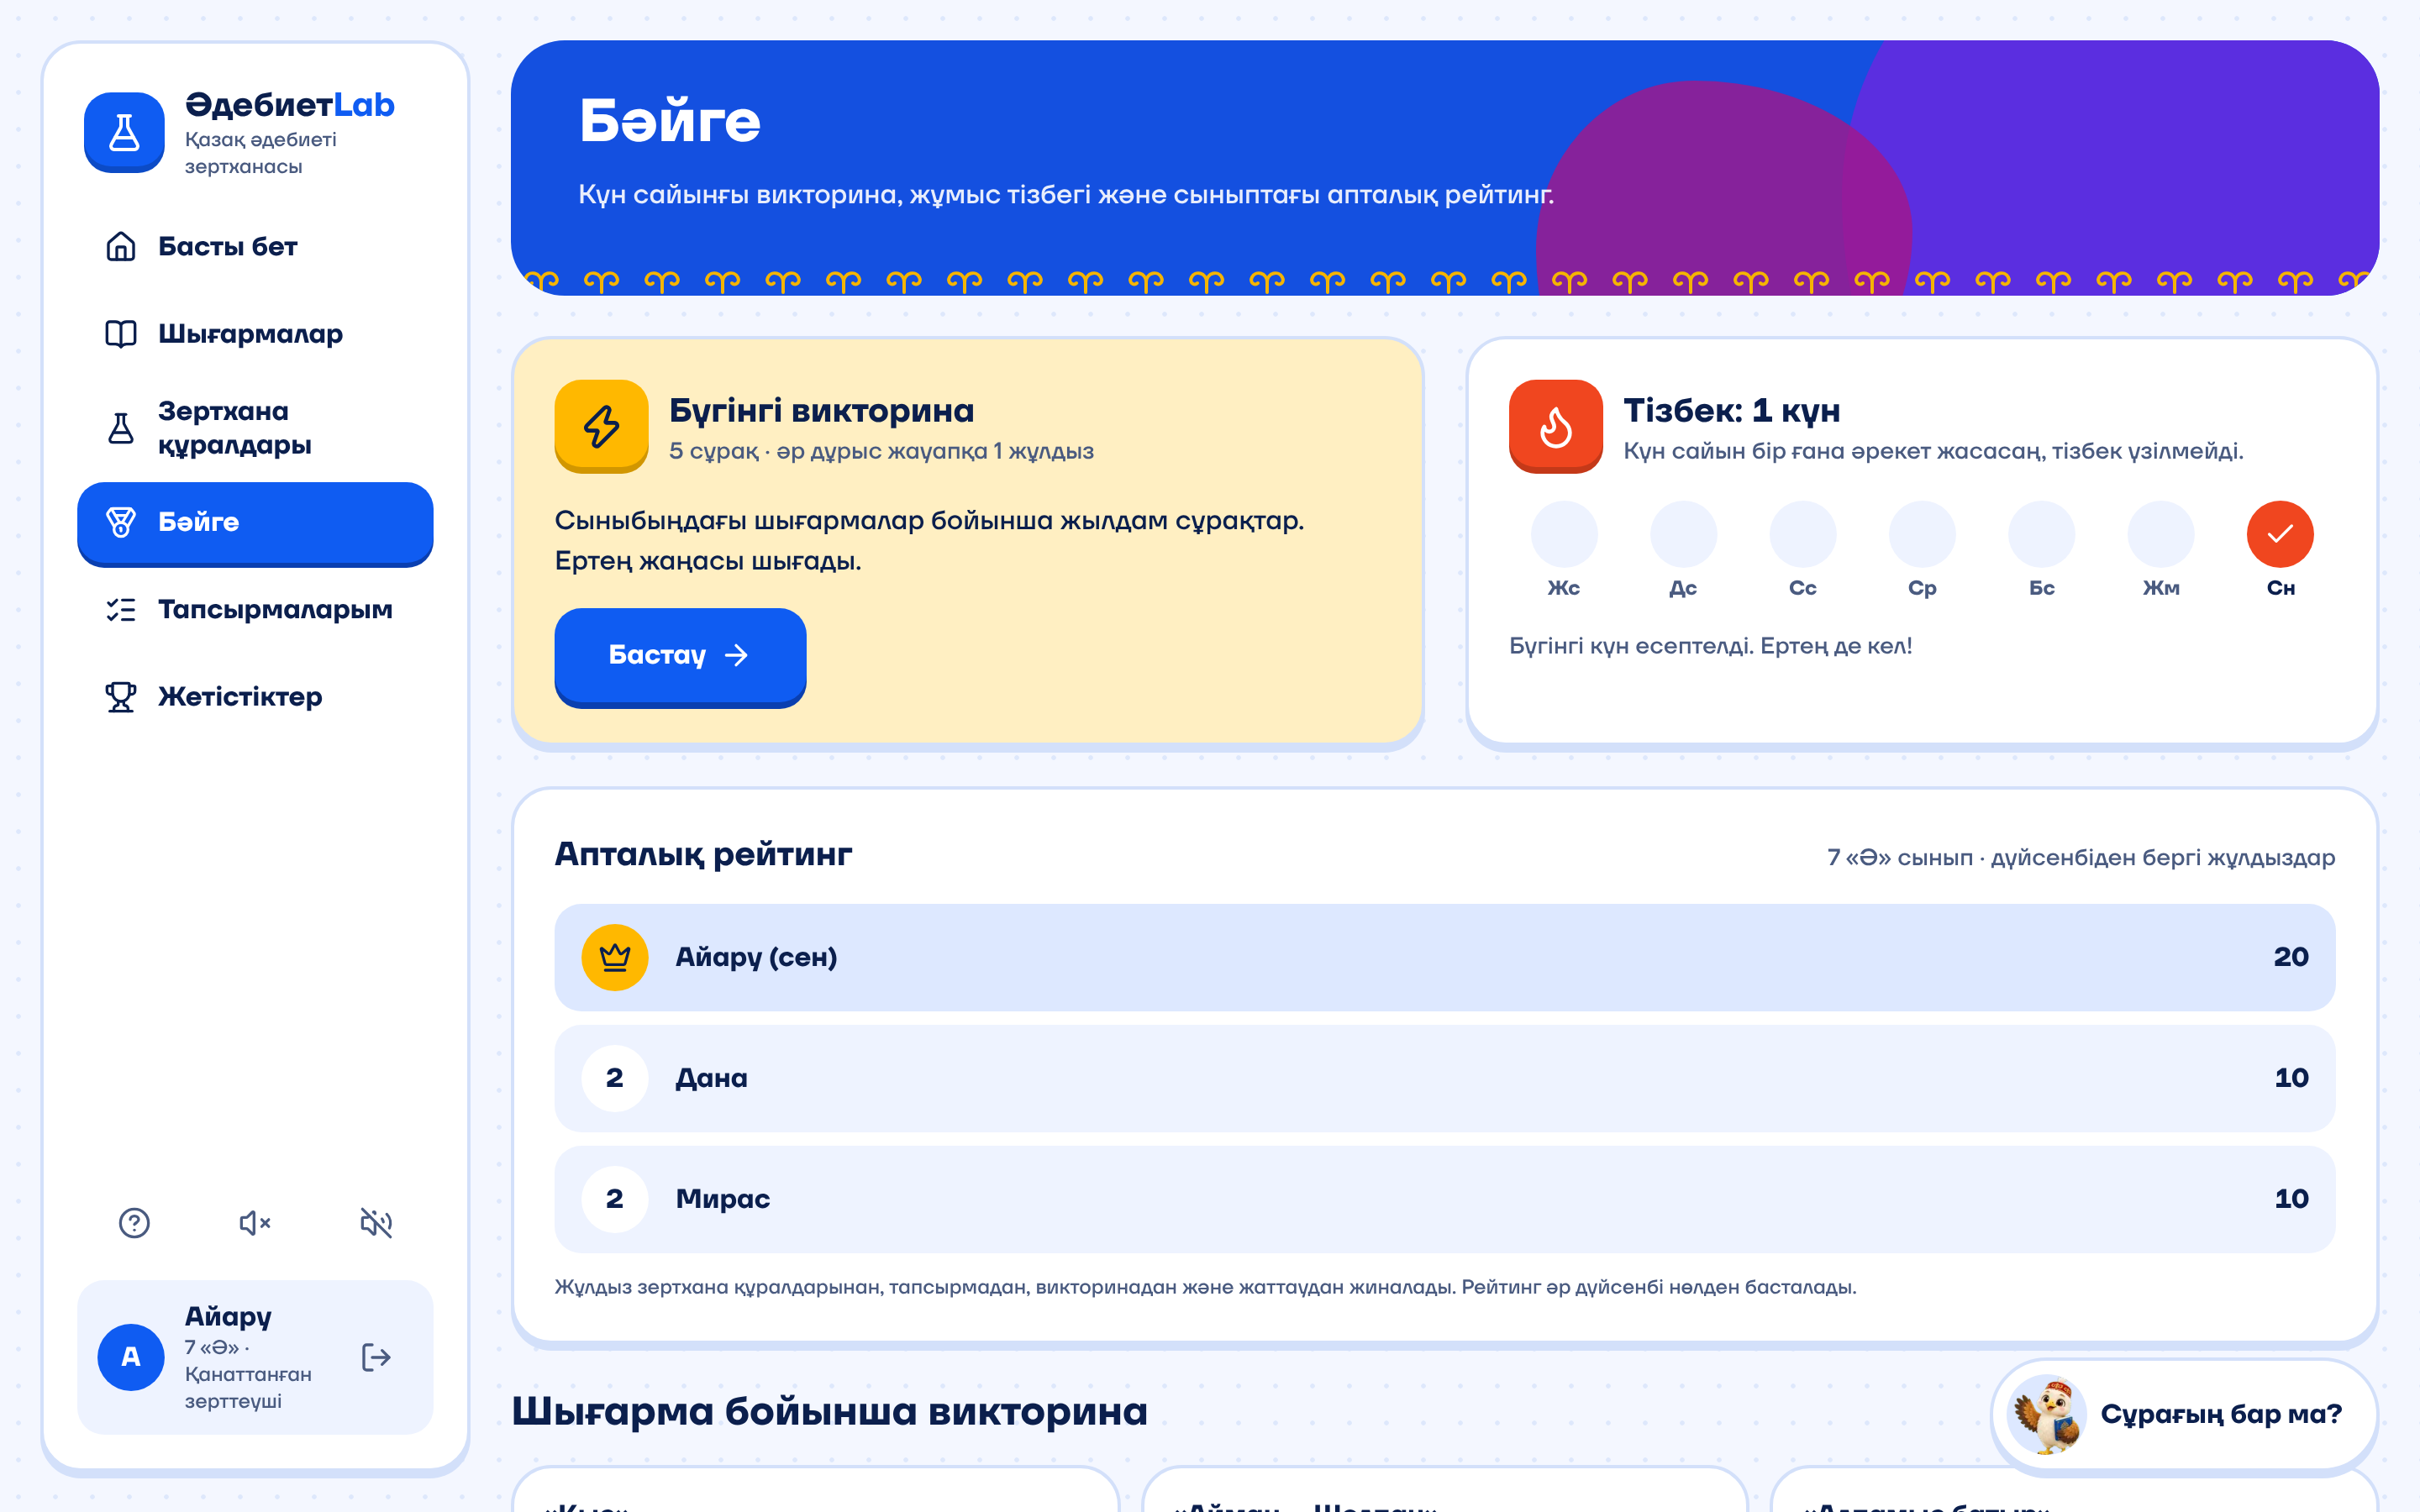 ӘдебиетLab
Қазақ әдебиеті
зертханасы
Басты бет
Шығармалар
Зертхана
құралдары
Бәйге
Тапсырмаларым
Жетістіктер
А
Айару
7 «Ә» ·
Қанаттанған
зерттеуші
Бәйге
Күн сайынғы викторина, жұмыс тізбегі және сыныптағы апталық рейтинг.
Бүгінгі викторина
5 сұрақ · әр дұрыс жауапқа 1 жұлдыз
Сыныбыңдағы шығармалар бойынша жылдам сұрақтар.
Ертең жаңасы шығады.
Бастау
Тізбек: 1 күн
Күн сайын бір ғана әрекет жасасаң, тізбек үзілмейді.
Жс Дс Сс Ср Бс Жм Сн
Бүгінгі күн есептелді. Ертең де кел!
Апталық рейтинг
7 «Ә» сынып · дүйсенбіден бергі жұлдыздар
Айару (сен) 20
2 Дана 10
2 Мирас 10
Жұлдыз зертхана құралдарынан, тапсырмадан, викторинадан және жаттаудан жиналады. Рейтинг әр дүйсенбі нөлден басталады.
Шығарма бойынша викторина
Сұрағың бар ма?